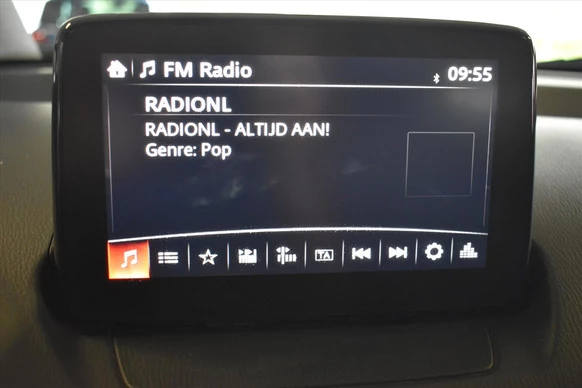 FM Radio
09:55
RADIONL
RADIONL - ALTIJD AAN!
Genre: Pop
TA